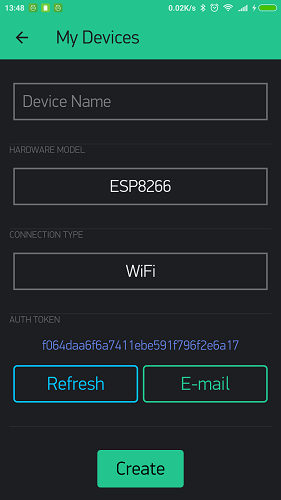 13:48
0.02K/s
My Devices
Device Name
HARDWARE MODEL
ESP8266
CONNECTION TYPE
WiFi
AUTH TOKEN
f064daa6f6a7411ebe591f796f2e6a17
Refresh
E-mail
Create